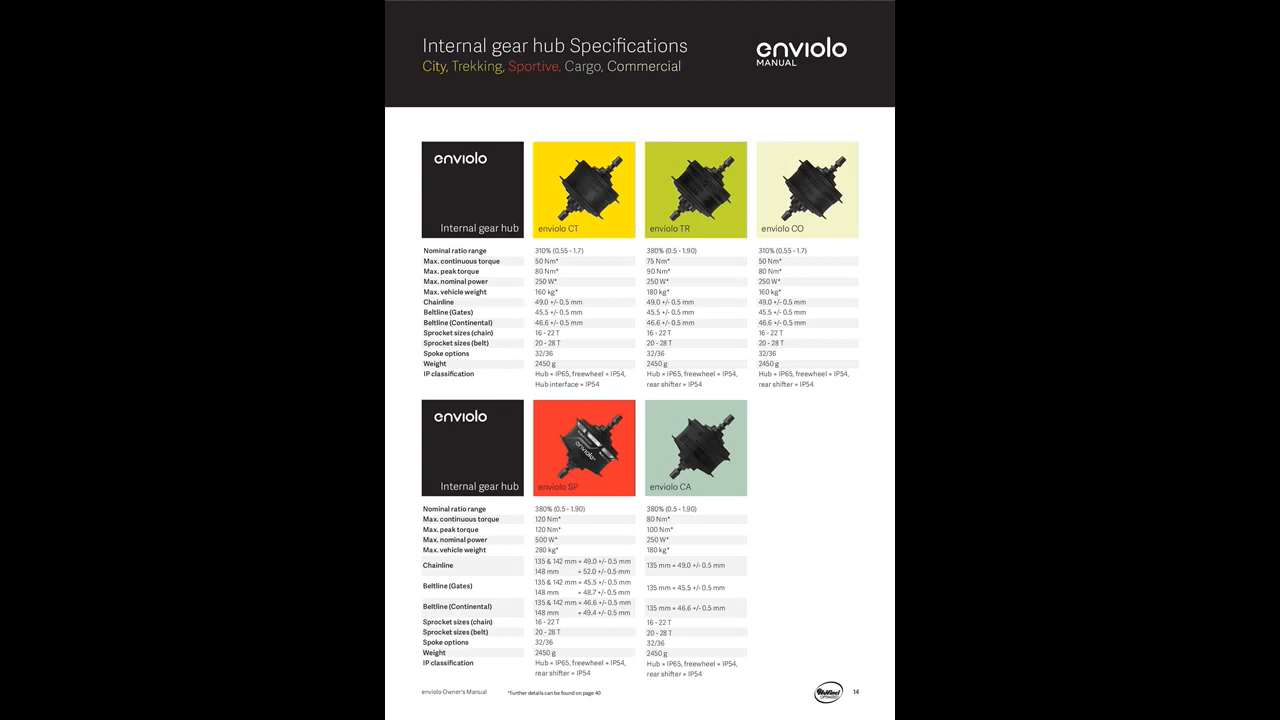 Internal gear hub Specifications
City, Trekking, Sportive, Cargo, Commercial
enviolo
MANUAL
enviolo
Internal gear hub
enviolo CT
enviolo TR
enviolo CO
Nominal ratio range 310% (0.55 - 1.7) 380% (0.5 - 1.90) 310% (0.55 - 1.7)
Max. continuous torque 50 Nm* 75 Nm* 50 Nm*
Max. peak torque 80 Nm* 90 Nm* 80 Nm*
Max. nominal power 250 W* 250 W* 250 W*
Max. vehicle weight 160 kg* 180 kg* 160 kg*
Chainline 49.0 +/- 0.5 mm 49.0 +/- 0.5 mm 49.0 +/- 0.5 mm
Beltline (Gates) 45.5 +/- 0.5 mm 45.5 +/- 0.5 mm 45.5 +/- 0.5 mm
Beltline (Continental) 46.6 +/- 0.5 mm 46.6 +/- 0.5 mm 46.6 +/- 0.5 mm
Sprocket sizes (chain) 16 - 22 T 16 - 22 T 16 - 22 T
Sprocket sizes (belt) 20 - 28 T 20 - 28 T 20 - 28 T
Spoke options 32/36 32/36 32/36
Weight 2450 g 2450 g 2450 g
IP classification Hub = IP65, freewheel = IP54, Hub = IP65, freewheel = IP54, Hub = IP65, freewheel = IP54,
Hub interface = IP54 rear shifter = IP54 rear shifter = IP54
enviolo
Internal gear hub
enviolo
enviolo SP
enviolo CA
Nominal ratio range 380% (0.5 - 1.90) 380% (0.5 - 1.90)
Max. continuous torque 120 Nm* 80 Nm*
Max. peak torque 120 Nm* 100 Nm*
Max. nominal power 500 W* 250 W*
Max. vehicle weight 280 kg* 180 kg*
Chainline 135 & 142 mm = 49.0 +/- 0.5 mm 135 mm = 49.0 +/- 0.5 mm
148 mm = 52.0 +/- 0.5 mm
Beltline (Gates) 135 & 142 mm = 45.5 +/- 0.5 mm 135 mm = 45.5 +/- 0.5 mm
148 mm = 48.7 +/- 0.5 mm
Beltline (Continental) 135 & 142 mm = 46.6 +/- 0.5 mm 135 mm = 46.6 +/- 0.5 mm
148 mm = 49.4 +/- 0.5 mm
Sprocket sizes (chain) 16 - 22 T 16 - 22 T
Sprocket sizes (belt) 20 - 28 T 20 - 28 T
Spoke options 32/36 32/36
Weight 2450 g 2450 g
IP classification Hub = IP65, freewheel = IP54, Hub = IP65, freewheel = IP54,
rear shifter = IP54 rear shifter = IP54
enviolo Owner's Manual *Further details can be found on page 40 14